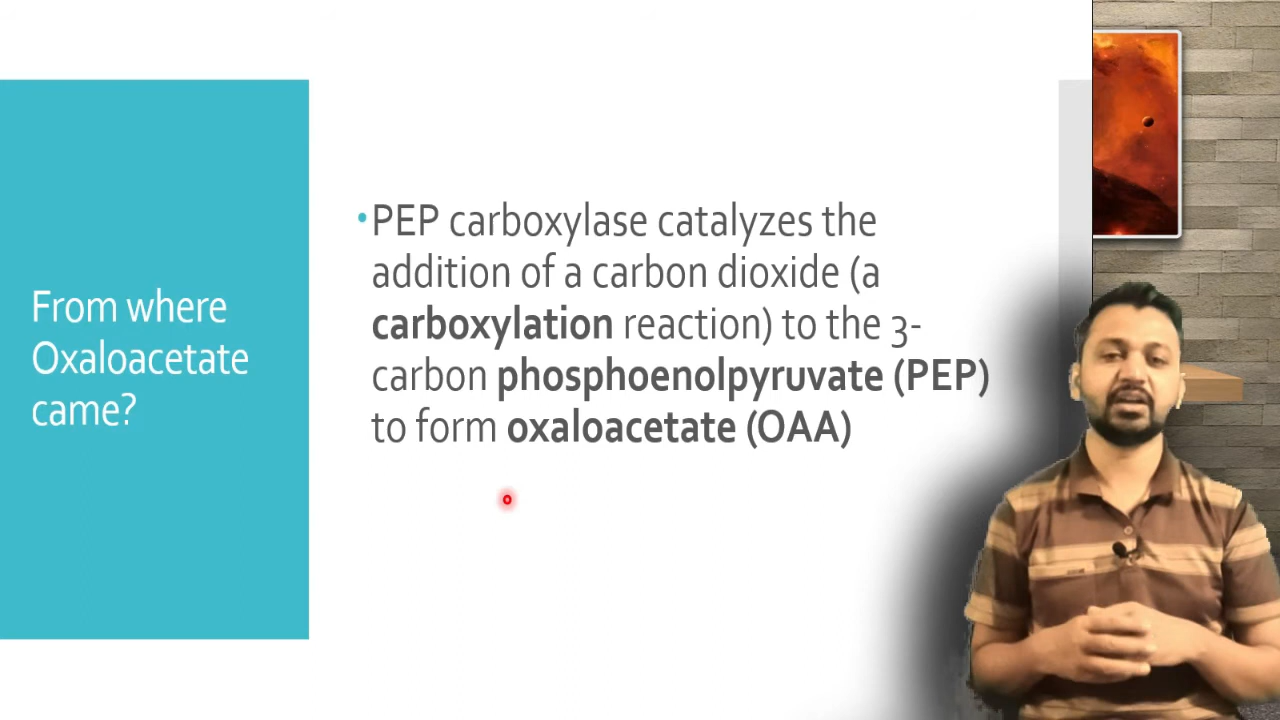 From where
Oxaloacetate
came?
•PEP carboxylase catalyzes the
addition of a carbon dioxide (a
carboxylation reaction) to the 3-
carbon phosphoenolpyruvate (PEP)
to form oxaloacetate (OAA)